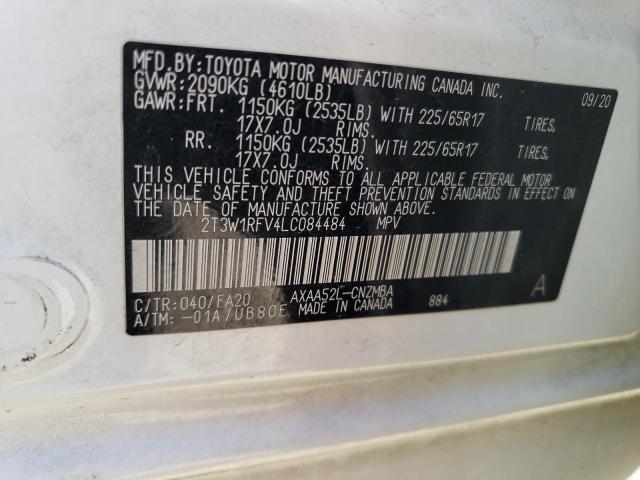 MFD.BY:TOYOTA MOTOR MANUFACTURING CANADA INC.
GVWR:2090KG (4610LB) 09/20
GAWR:FRT. 1150KG (2535LB) WITH 225/65R17 TIRES,
17X7.0J RIMS.
RR. 1150KG (2535LB) WITH 225/65R17 TIRES,
17X7.0J RIMS.
THIS VEHICLE CONFORMS TO ALL APPLICABLE FEDERAL MOTOR
VEHICLE SAFETY AND THEFT PREVENTION STANDARDS IN EFFECT ON
THE DATE OF MANUFACTURE SHOWN ABOVE.
2T3W1RFV4LC084484 MPV
C/TR:040/FA20 AXAA52L-CNZMBA 884 A
A/TM:-01A/UB80E MADE IN CANADA